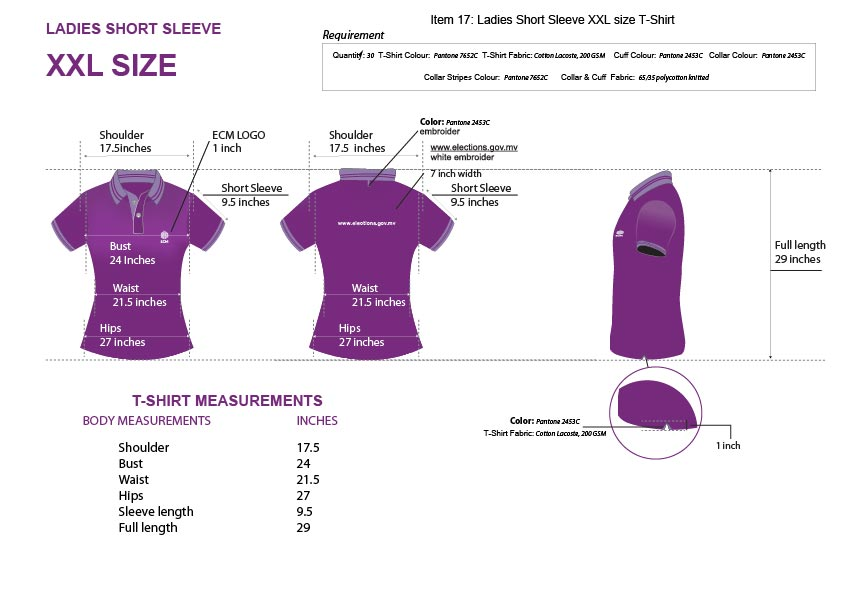 LADIES SHORT SLEEVE
XXL SIZE
Item 17: Ladies Short Sleeve XXL size T-Shirt
Requirement
Quantity: 30 T-Shirt Colour: Pantone 7652C T-Shirt Fabric: Cotton Lacoste, 200 GSM Cuff Colour: Pantone 2453C Collar Colour: Pantone 2453C
Collar Stripes Colour: Pantone 7652C Collar & Cuff Fabric: 65/35 polycotton knitted
Shoulder
17.5inches
ECM LOGO
1 inch
Short Sleeve
9.5 inches
ECM
Bust
24 Inches
Waist
21.5 inches
Hips
27 inches
Shoulder
17.5 inches
Color: Pantone 2453C
embroider
www.elections.gov.mv
white embroider
7 inch width
Short Sleeve
9.5 inches
www.elections.gov.mv
Waist
21.5 inches
Hips
27 inches
Full length
29 inches
Color: Pantone 2453C
T-Shirt Fabric: Cotton Lacoste, 200 GSM
1 inch
T-SHIRT MEASUREMENTS
BODY MEASUREMENTS INCHES
Shoulder 17.5
Bust 24
Waist 21.5
Hips 27
Sleeve length 9.5
Full length 29